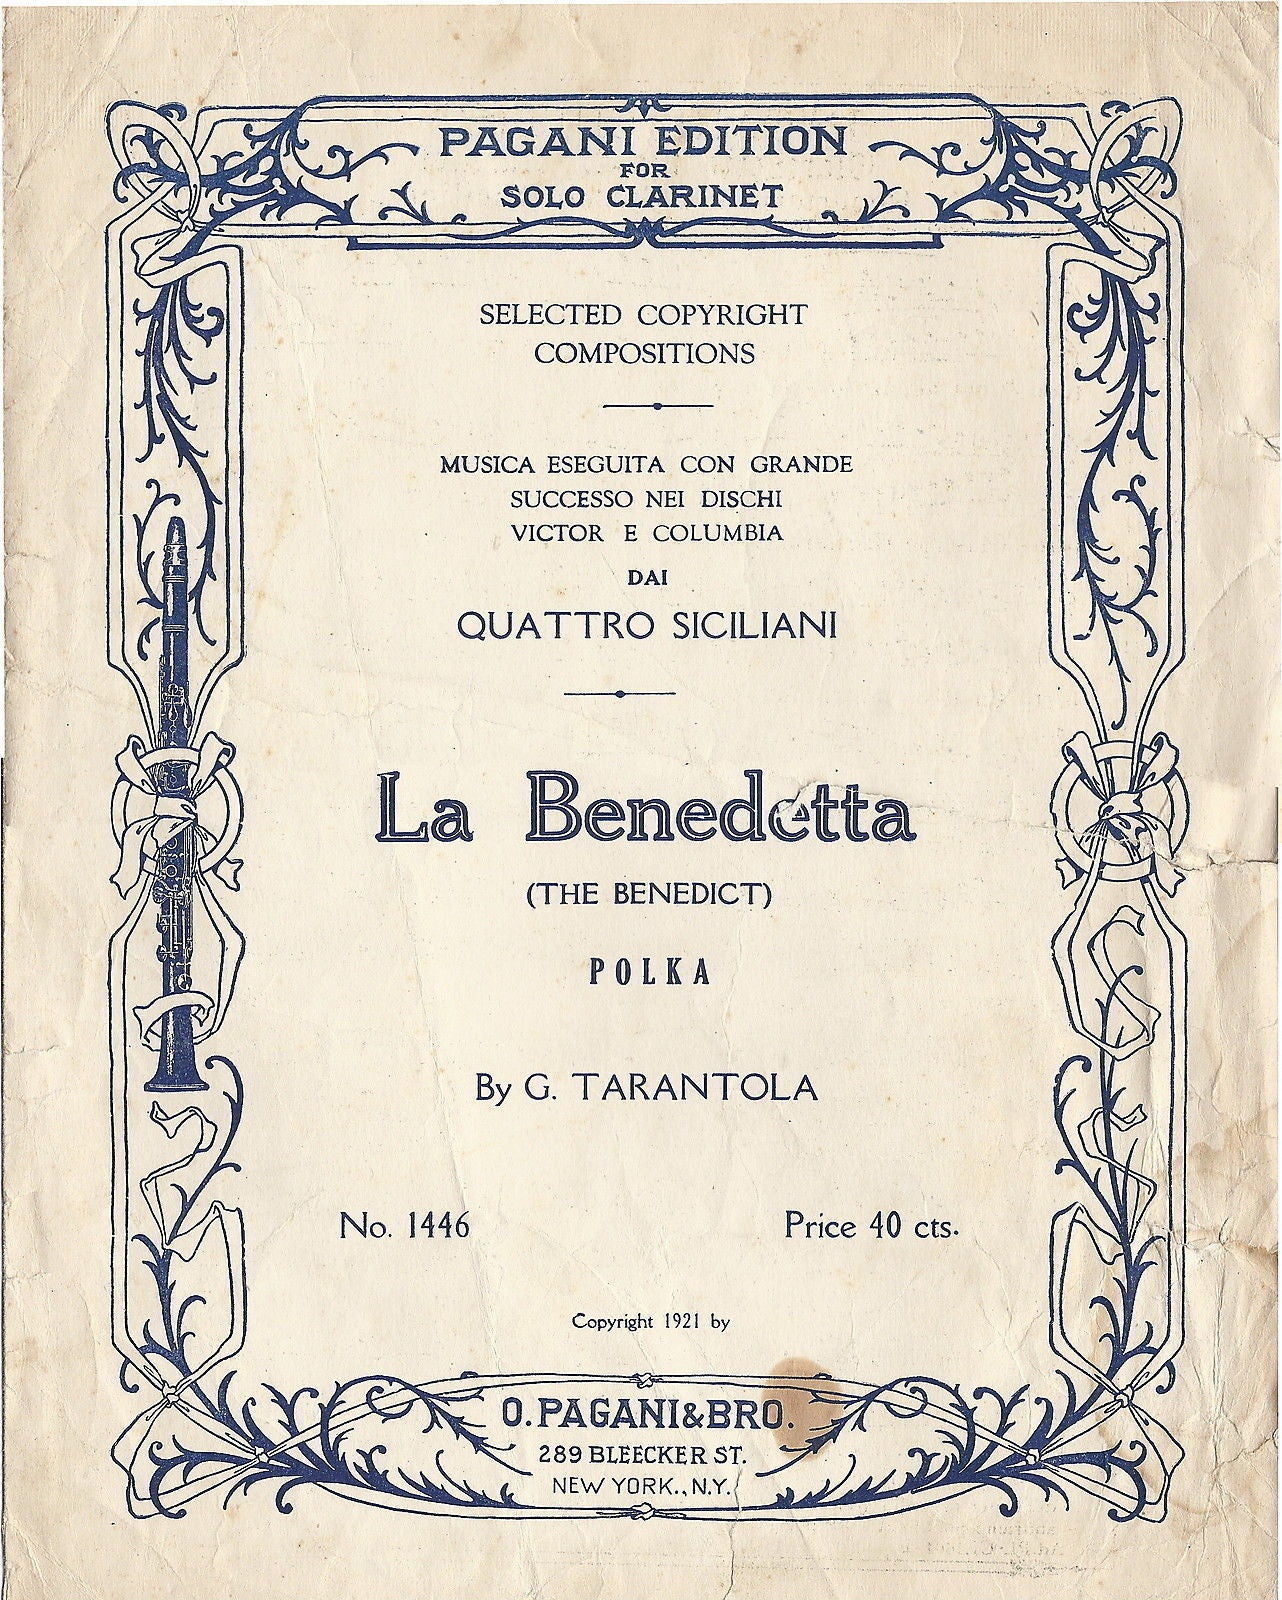 PAGANI EDITION
FOR
SOLO CLARINET
SELECTED COPYRIGHT
COMPOSITIONS
MUSICA ESEGUITA CON GRANDE
SUCCESSO NEI DISCHI
VICTOR E COLUMBIA
DAI
QUATTRO SICILIANI
La Benedetta
(THE BENEDICT)
POLKA
By G. TARANTOLA
No. 1446
Price 40 cts.
Copyright 1921 by
O. PAGANI & BRO.
289 BLEECKER ST.
NEW YORK., N.Y.